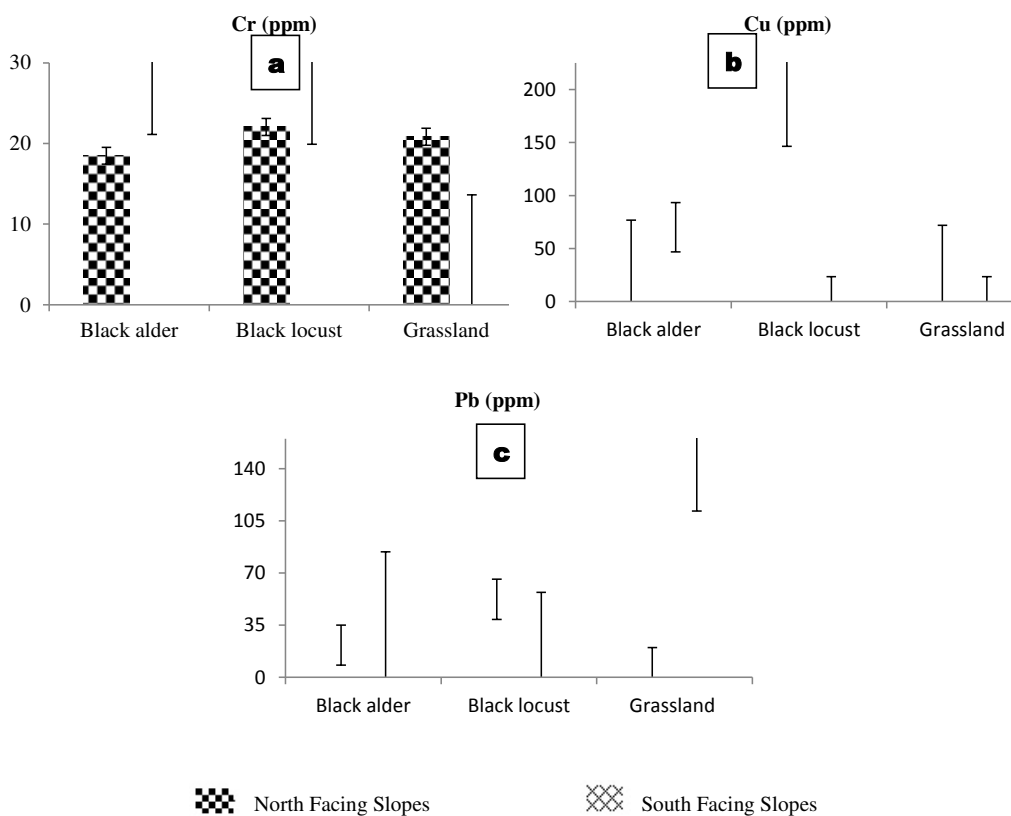 Cr (ppm)
a
30
20
10
0
Black alder
Black locust
Grassland
Cu (ppm)
b
200
150
100
50
0
Black alder
Black locust
Grassland
Pb (ppm)
c
140
105
70
35
0
Black alder
Black locust
Grassland
North Facing Slopes
South Facing Slopes